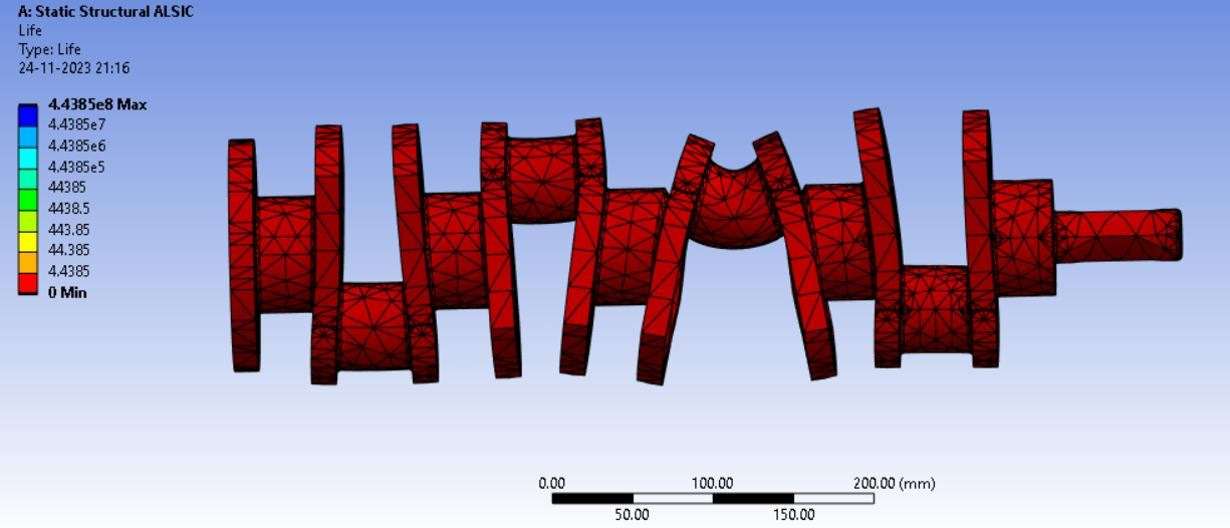 A: Static Structural ALSIC
Life
Type: Life
24-11-2023 21:16
4.4385e8 Max
4.4385e7
4.4385e6
4.4385e5
44385
4438.5
443.85
44.385
4.4385
0 Min
0.00 100.00 200.00 (mm)
50.00 150.00